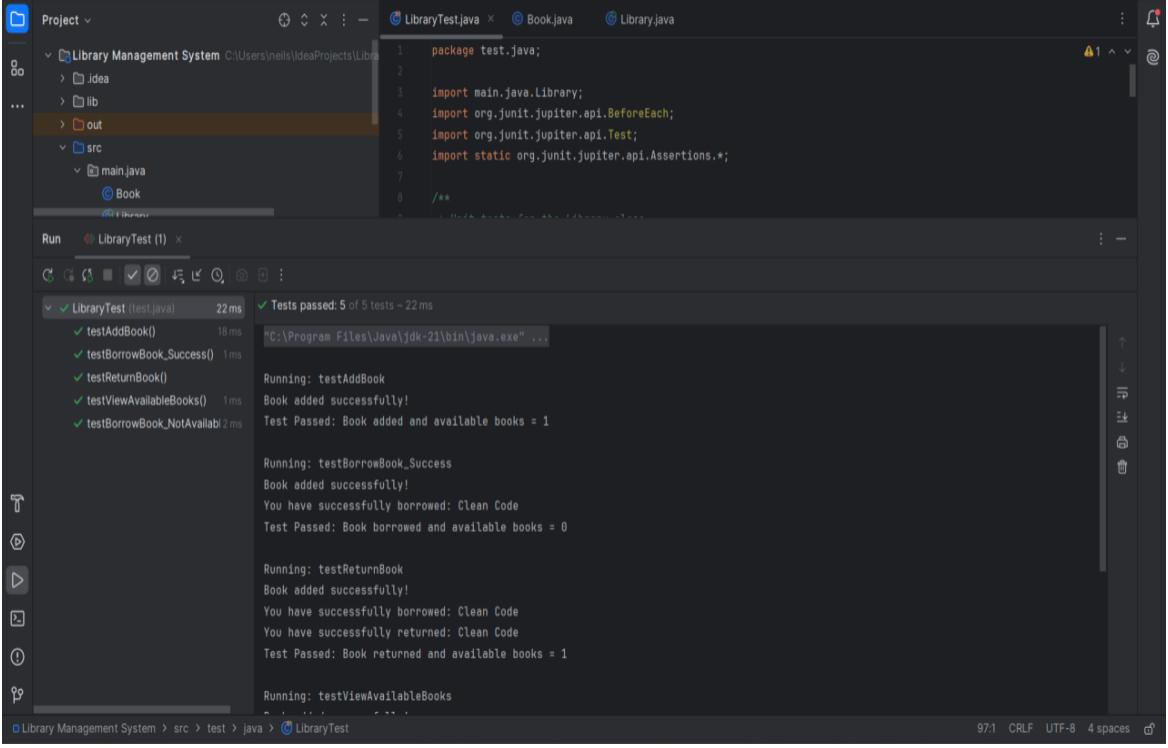 Project
LibraryTest.java
Book.java
Library.java
Library Management System C:\Users\neils\IdeaProjects\Libra
.idea
lib
out
src
main.java
Book
Library
1 package test.java;
2
3 import main.java.Library;
4 import org.junit.jupiter.api.BeforeEach;
5 import org.junit.jupiter.api.Test;
6 import static org.junit.jupiter.api.Assertions.*;
7
8 /**
1
Run LibraryTest (1)
LibraryTest (test.java) 22 ms
testAddBook() 18 ms
testBorrowBook_Success() 1 ms
testReturnBook()
testViewAvailableBooks() 1 ms
testBorrowBook_NotAvailabl 2 ms
Tests passed: 5 of 5 tests – 22 ms
"C:\Program Files\Java\jdk-21\bin\java.exe" ...
Running: testAddBook
Book added successfully!
Test Passed: Book added and available books = 1
Running: testBorrowBook_Success
Book added successfully!
You have successfully borrowed: Clean Code
Test Passed: Book borrowed and available books = 0
Running: testReturnBook
Book added successfully!
You have successfully borrowed: Clean Code
You have successfully returned: Clean Code
Test Passed: Book returned and available books = 1
Running: testViewAvailableBooks
Library Management System > src > test > java > LibraryTest
97:1 CRLF UTF-8 4 spaces